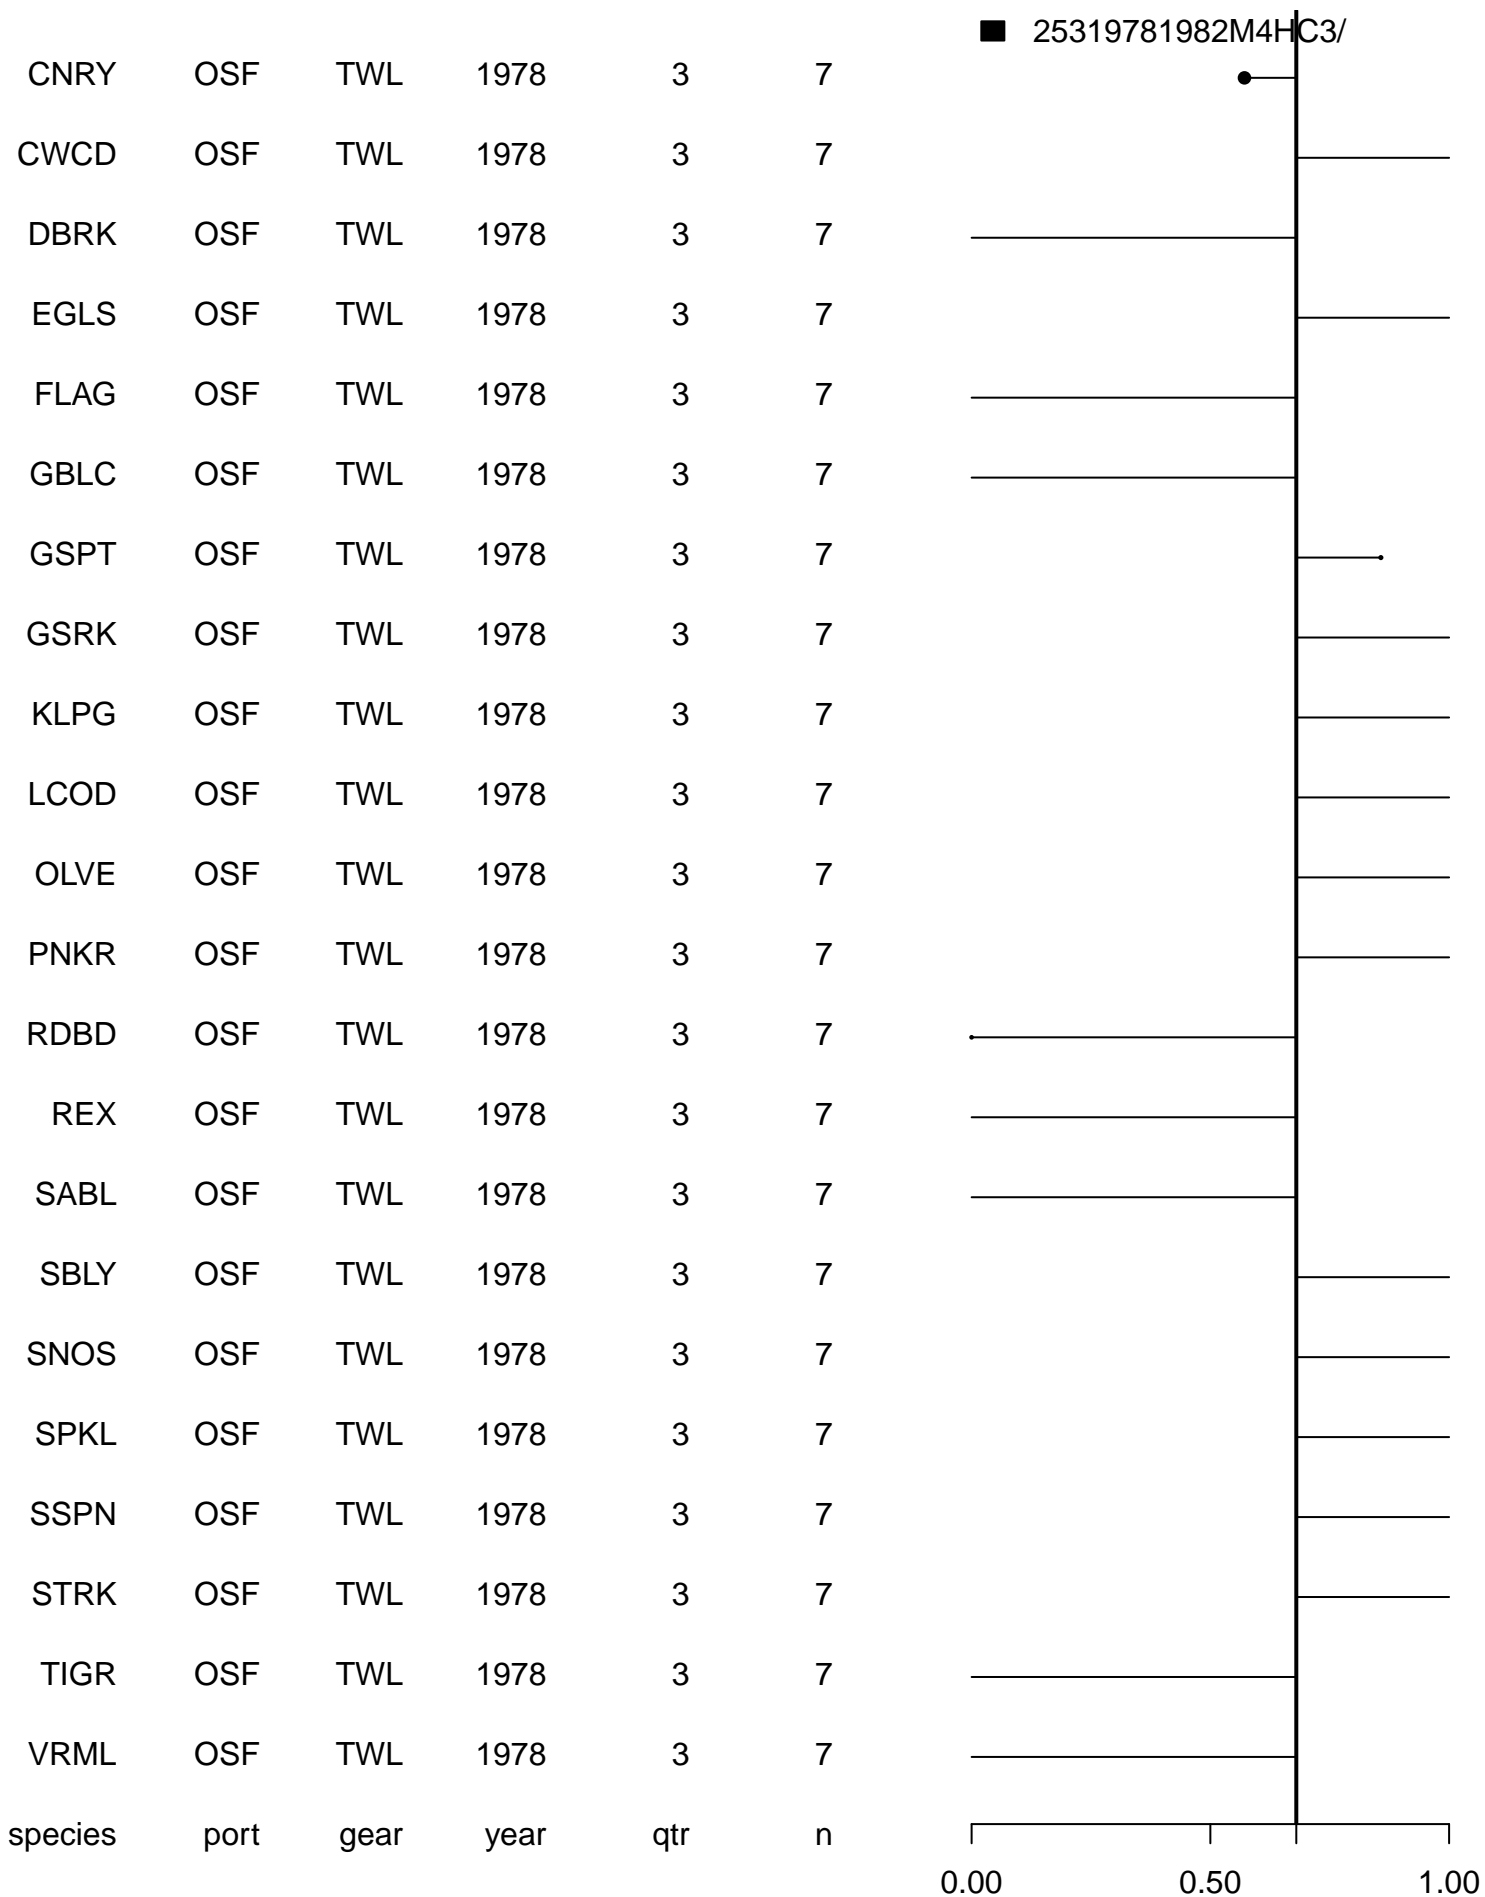 25319781982M4HC3/
CNRY OSF TWL 1978 3 7
CWCD OSF TWL 1978 3 7
DBRK OSF TWL 1978 3 7
EGLS OSF TWL 1978 3 7
FLAG OSF TWL 1978 3 7
GBLC OSF TWL 1978 3 7
GSPT OSF TWL 1978 3 7
GSRK OSF TWL 1978 3 7
KLPG OSF TWL 1978 3 7
LCOD OSF TWL 1978 3 7
OLVE OSF TWL 1978 3 7
PNKR OSF TWL 1978 3 7
RDBD OSF TWL 1978 3 7
REX OSF TWL 1978 3 7
SABL OSF TWL 1978 3 7
SBLY OSF TWL 1978 3 7
SNOS OSF TWL 1978 3 7
SPKL OSF TWL 1978 3 7
SSPN OSF TWL 1978 3 7
STRK OSF TWL 1978 3 7
TIGR OSF TWL 1978 3 7
VRML OSF TWL 1978 3 7
species port gear year qtr n
0.00 0.50 1.00